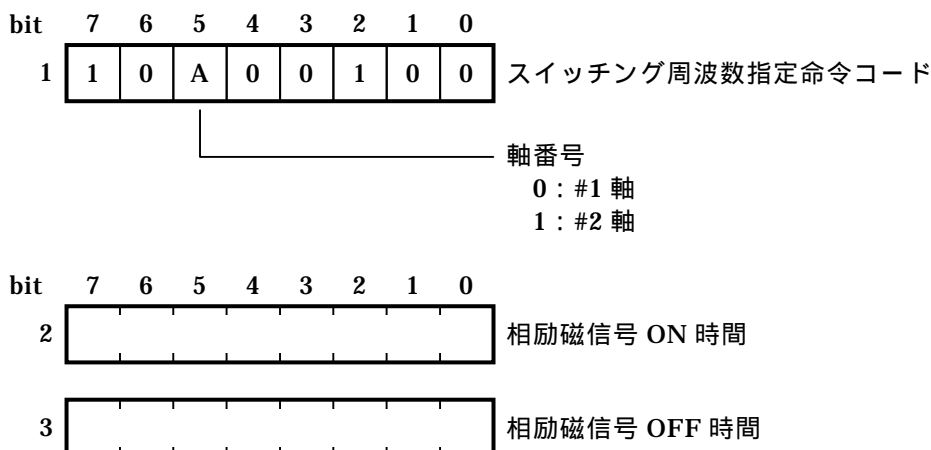 bit 7 6 5 4 3 2 1 0
1 1 0 A 0 0 1 0 0 スイッチング周波数指定命令コード
軸番号
0：#1 軸
1：#2 軸
bit 7 6 5 4 3 2 1 0
2 相励磁信号 ON 時間
3 相励磁信号 OFF 時間